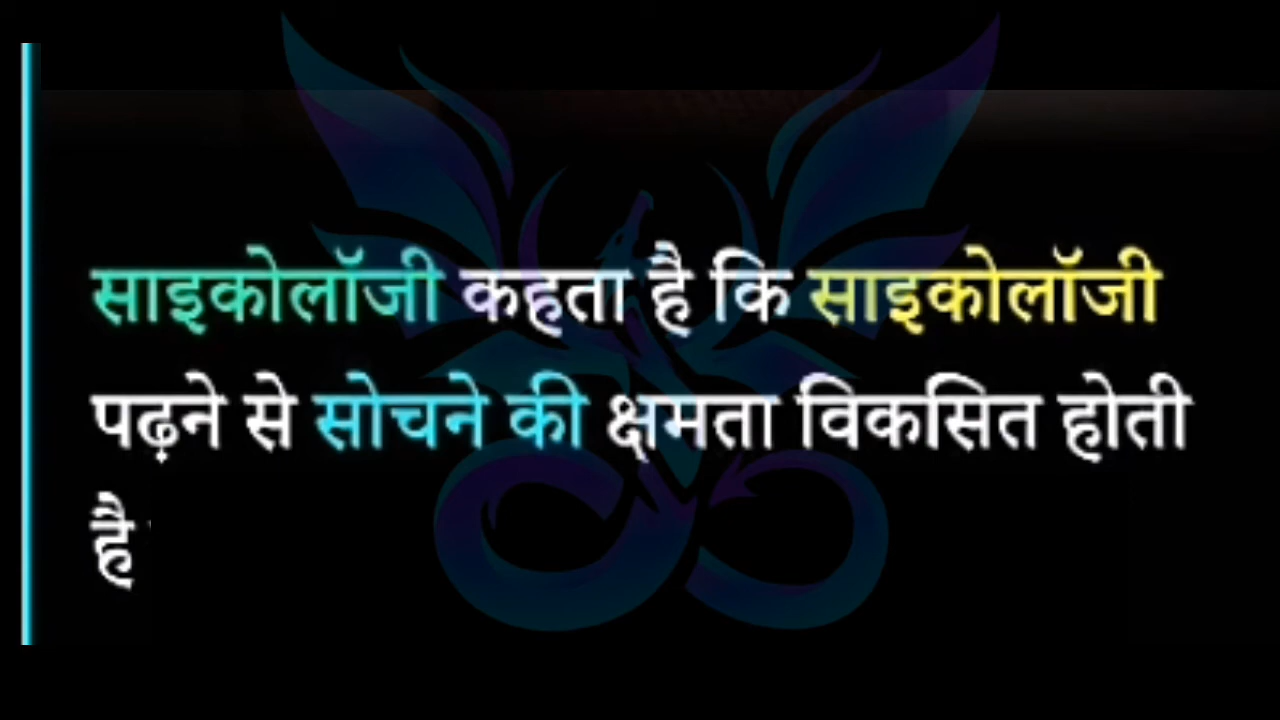 साइकोलॉजी कहता है कि साइकोलॉजी
पढ़ने से सोचने की क्षमता विकसित होती
है